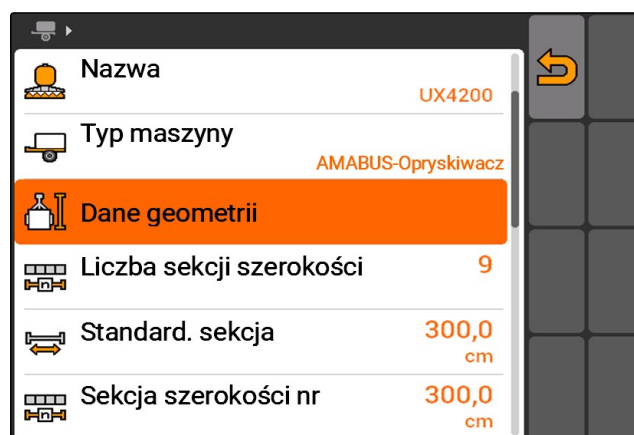 Nazwa
UX4200
Typ maszyny
AMABUS-Opryskiwacz
Dane geometrii
Liczba sekcji szerokości
9
n
Standard. sekcja
300,0
cm
Sekcja szerokości nr
300,0
n
cm